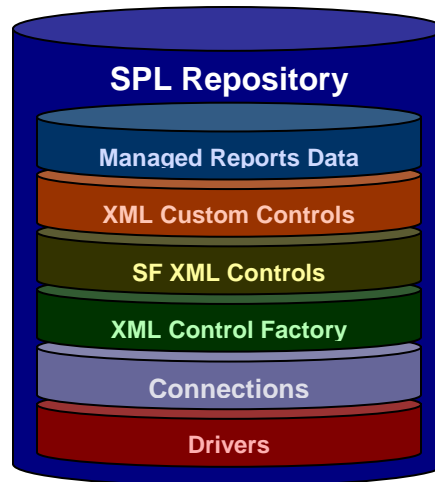 SPL Repository
Managed Reports Data
XML Custom Controls
SF XML Controls
XML Control Factory
Connections
Drivers